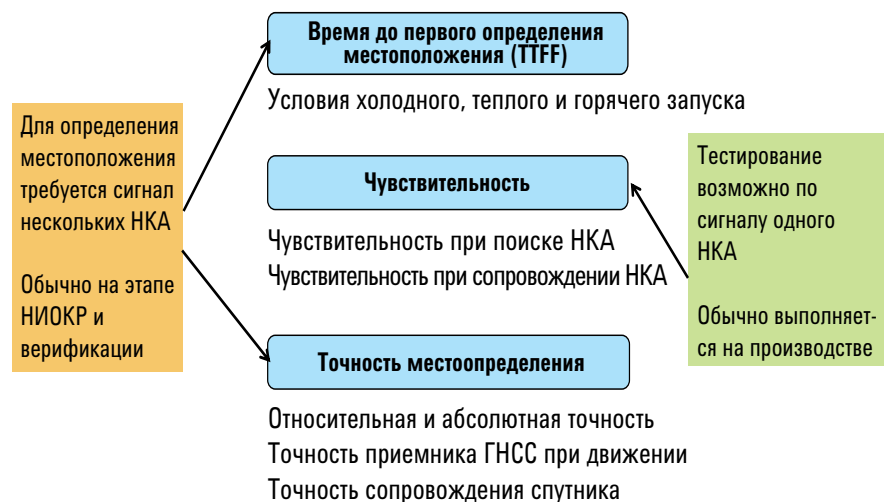 Время до первого определения
местоположения (TTFF)
Условия холодного, теплого и горячего запуска
Для определения
местоположения
требуется сигнал
нескольких НКА
Обычно на этапе
НИОКР и
верификации
Чувствительность
Чувствительность при поиске НКА
Чувствительность при сопровождении НКА
Тестирование
возможно по
сигналу одного
НКА
Обычно выполняет-
ся на производстве
Точность местоопределения
Относительная и абсолютная точность
Точность приемника ГНСС при движении
Точность сопровождения спутника